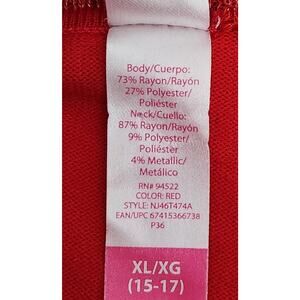 Body/Cuerpo:
73% Rayon/Rayón
27% Polyester/
Poliéster
Neck/Cuello:
87% Rayon/Rayón
9% Polyester/
Poliéster
4% Metallic/
Metálico
RN# 94522
COLOR: RED
STYLE: NJ46T474A
EAN/UPC 67415366738
P36
XL/XG
(15-17)